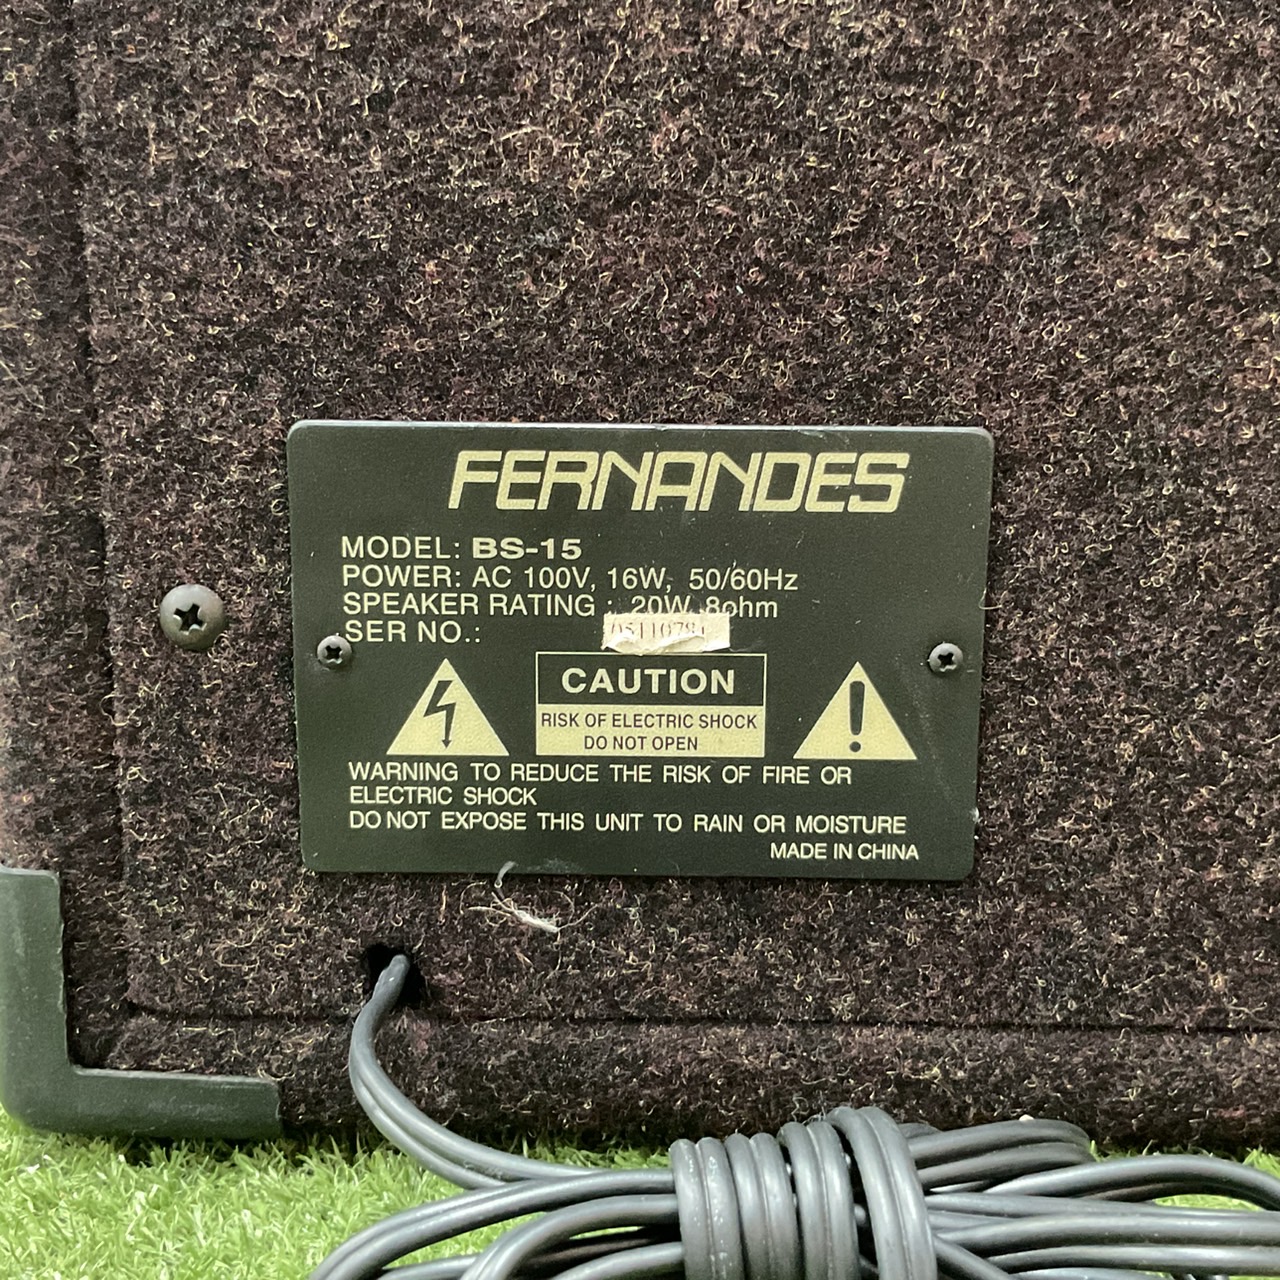 FERNANDES
MODEL: BS-15
POWER: AC 100V, 16W, 50/60Hz
SPEAKER RATING : 20W 8ohm
SER NO.:
CAUTION
RISK OF ELECTRIC SHOCK
DO NOT OPEN
WARNING TO REDUCE THE RISK OF FIRE OR
ELECTRIC SHOCK
DO NOT EXPOSE THIS UNIT TO RAIN OR MOISTURE
MADE IN CHINA